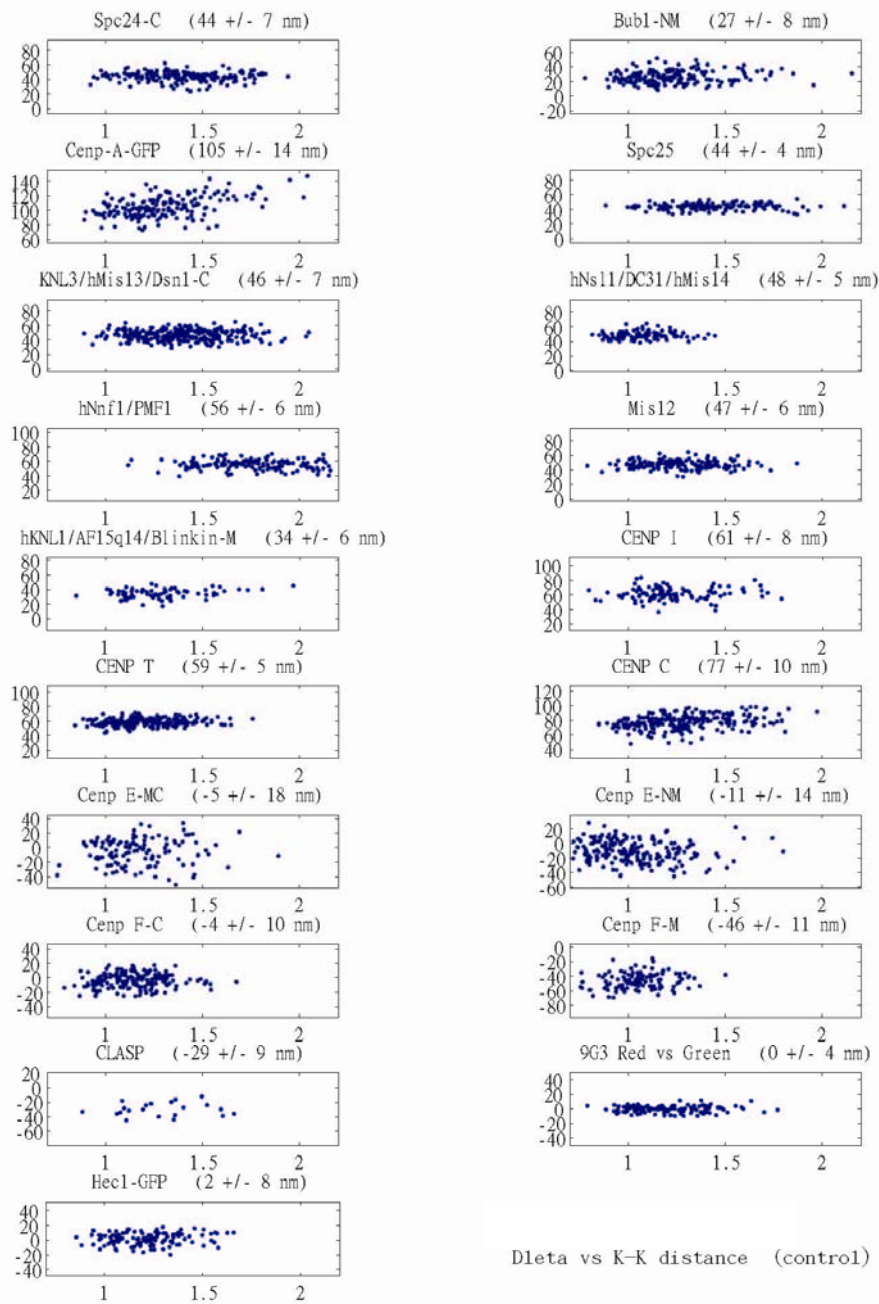 Spc24-C (44 +/- 7 nm)
80
60
40
20
0
1 1.5 2
Bub1-NM (27 +/- 8 nm)
80
60
40
20
0
-20
1 1.5 2
Cenp-A-GFP (105 +/- 14 nm)
140
120
100
80
60
1 1.5 2
Spc25 (44 +/- 4 nm)
80
60
40
20
0
1 1.5 2
KNL3/hMis13/Dsn1-C (46 +/- 7 nm)
80
60
40
20
0
1 1.5 2
hNsl1/DC31/hMis14 (48 +/- 5 nm)
80
60
40
20
0
1 1.5 2
hNnf1/PMF1 (56 +/- 6 nm)
100
80
60
40
20
1 1.5 2
Mis12 (47 +/- 6 nm)
80
60
40
20
0
1 1.5 2
hKNL1/AF15q14/Blinkin-M (34 +/- 6 nm)
80
60
40
20
0
1 1.5 2
CENP I (61 +/- 8 nm)
100
80
60
40
20
1 1.5 2
CENP T (59 +/- 5 nm)
100
80
60
40
20
1 1.5 2
CENP C (77 +/- 10 nm)
120
100
80
60
40
1 1.5 2
Cenp E-MC (-5 +/- 18 nm)
40
20
0
-20
-40
1 1.5 2
Cenp E-NM (-11 +/- 14 nm)
20
0
-20
-40
-60
1 1.5 2
Cenp F-C (-4 +/- 10 nm)
40
20
0
-20
-40
1 1.5 2
Cenp F-M (-46 +/- 11 nm)
0
-20
-40
-60
-80
1 1.5 2
CLASP (-29 +/- 9 nm)
20
0
-20
-40
-60
1 1.5 2
9G3 Red vs Green (0 +/- 4 nm)
40
20
0
-20
-40
1 1.5 2
Hec1-GFP (2 +/- 8 nm)
40
20
0
-20
-40
1 1.5 2
Dleta vs K-K distance (control)